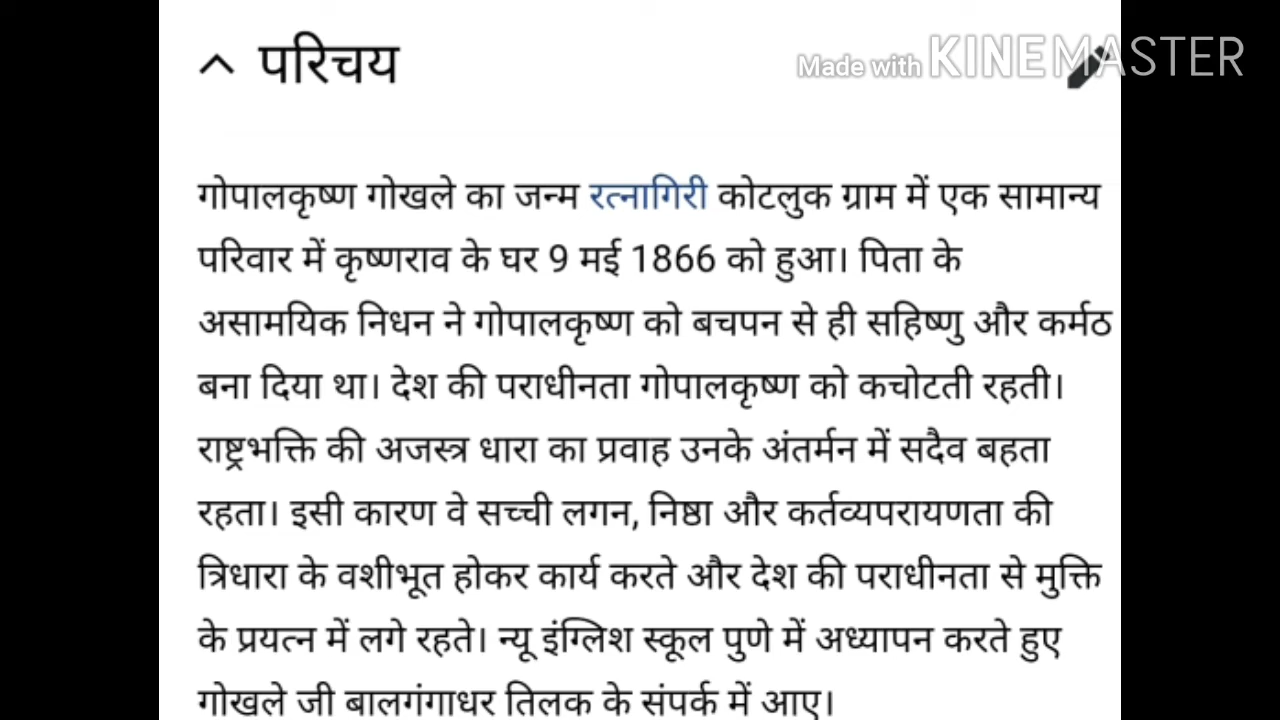 परिचय
Made with KINEMASTER
गोपालकृष्ण गोखले का जन्म रत्नागिरी कोटलुक ग्राम में एक सामान्य
परिवार में कृष्णराव के घर 9 मई 1866 को हुआ। पिता के
असामयिक निधन ने गोपालकृष्ण को बचपन से ही सहिष्णु और कर्मठ
बना दिया था। देश की पराधीनता गोपालकृष्ण को कचोटती रहती।
राष्ट्रभक्ति की अजस्त्र धारा का प्रवाह उनके अंतर्मन में सदैव बहता
रहता। इसी कारण वे सच्ची लगन, निष्ठा और कर्तव्यपरायणता की
त्रिधारा के वशीभूत होकर कार्य करते और देश की पराधीनता से मुक्ति
के प्रयत्न में लगे रहते। न्यू इंग्लिश स्कूल पुणे में अध्यापन करते हुए
गोखले जी बालगंगाधर तिलक के संपर्क में आए।